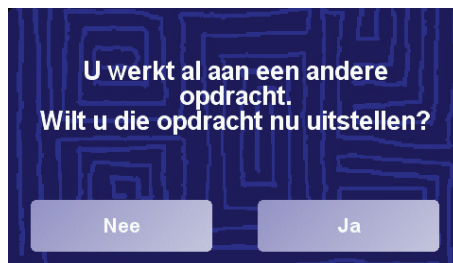 U werkt al aan een andere
opdracht.
Wilt u die opdracht nu uitstellen?
Nee
Ja